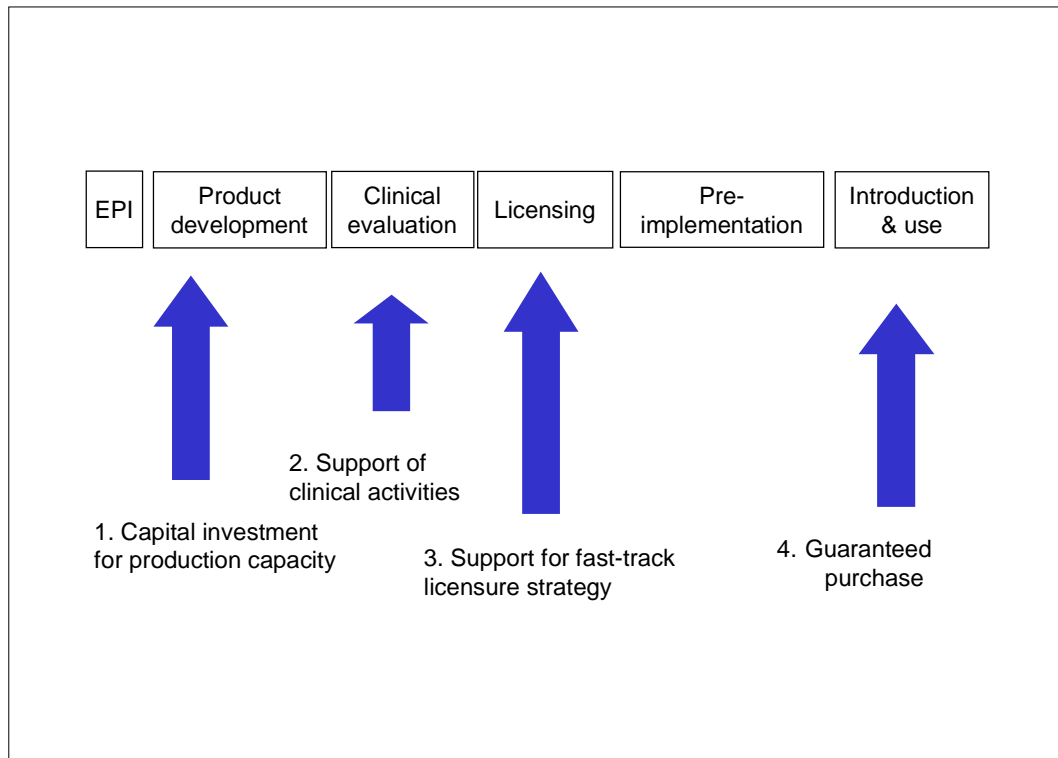 EPI
Product
development
Clinical
evaluation
Licensing
Pre-
implementation
Introduction
& use
1. Capital investment
for production capacity
2. Support of
clinical activities
3. Support for fast-track
licensure strategy
4. Guaranteed
purchase